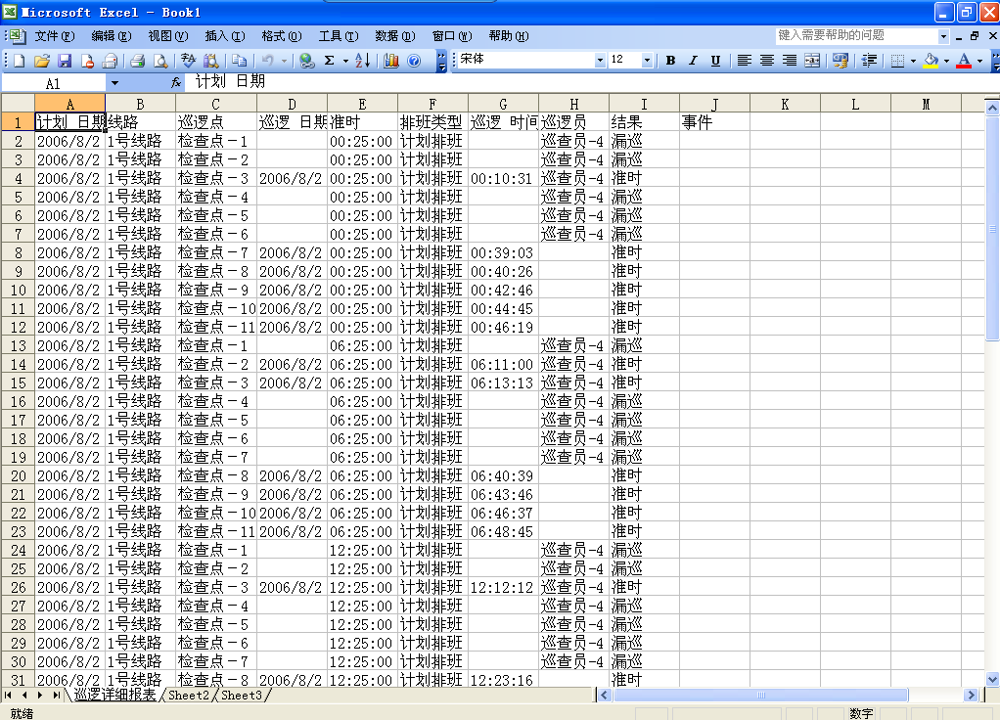 Microsoft Excel - Book1
文件(F) 编辑(E) 视图(V) 插入(I) 格式(O) 工具(T) 数据(D) 窗口(W) 帮助(H) 键入需要帮助的问题
宋体 12 B I U
A1 fx 计划 日期
A B C D E F G H I J K L M
1 计划 日期 线路 巡逻点 巡逻 日期 准时 排班类型 巡逻 时间 巡逻员 结果 事件
2 2006/8/2 1号线路 检查点－1 00:25:00 计划排班 巡查员-4 漏巡
3 2006/8/2 1号线路 检查点－2 00:25:00 计划排班 巡查员-4 漏巡
4 2006/8/2 1号线路 检查点－3 2006/8/2 00:25:00 计划排班 00:10:31 巡查员-4 准时
5 2006/8/2 1号线路 检查点－4 00:25:00 计划排班 巡查员-4 漏巡
6 2006/8/2 1号线路 检查点－5 00:25:00 计划排班 巡查员-4 漏巡
7 2006/8/2 1号线路 检查点－6 00:25:00 计划排班 巡查员-4 漏巡
8 2006/8/2 1号线路 检查点－7 2006/8/2 00:25:00 计划排班 00:39:03 准时
9 2006/8/2 1号线路 检查点－8 2006/8/2 00:25:00 计划排班 00:40:26 准时
10 2006/8/2 1号线路 检查点－9 2006/8/2 00:25:00 计划排班 00:42:46 准时
11 2006/8/2 1号线路 检查点－10 2006/8/2 00:25:00 计划排班 00:44:45 准时
12 2006/8/2 1号线路 检查点－11 2006/8/2 00:25:00 计划排班 00:46:19 准时
13 2006/8/2 1号线路 检查点－1 06:25:00 计划排班 巡查员-4 漏巡
14 2006/8/2 1号线路 检查点－2 2006/8/2 06:25:00 计划排班 06:11:00 巡查员-4 准时
15 2006/8/2 1号线路 检查点－3 2006/8/2 06:25:00 计划排班 06:13:13 巡查员-4 准时
16 2006/8/2 1号线路 检查点－4 06:25:00 计划排班 巡查员-4 漏巡
17 2006/8/2 1号线路 检查点－5 06:25:00 计划排班 巡查员-4 漏巡
18 2006/8/2 1号线路 检查点－6 06:25:00 计划排班 巡查员-4 漏巡
19 2006/8/2 1号线路 检查点－7 06:25:00 计划排班 巡查员-4 漏巡
20 2006/8/2 1号线路 检查点－8 2006/8/2 06:25:00 计划排班 06:40:39 准时
21 2006/8/2 1号线路 检查点－9 2006/8/2 06:25:00 计划排班 06:43:46 准时
22 2006/8/2 1号线路 检查点－10 2006/8/2 06:25:00 计划排班 06:46:37 准时
23 2006/8/2 1号线路 检查点－11 2006/8/2 06:25:00 计划排班 06:48:45 准时
24 2006/8/2 1号线路 检查点－1 12:25:00 计划排班 巡查员-4 漏巡
25 2006/8/2 1号线路 检查点－2 12:25:00 计划排班 巡查员-4 漏巡
26 2006/8/2 1号线路 检查点－3 2006/8/2 12:25:00 计划排班 12:12:12 巡查员-4 准时
27 2006/8/2 1号线路 检查点－4 12:25:00 计划排班 巡查员-4 漏巡
28 2006/8/2 1号线路 检查点－5 12:25:00 计划排班 巡查员-4 漏巡
29 2006/8/2 1号线路 检查点－6 12:25:00 计划排班 巡查员-4 漏巡
30 2006/8/2 1号线路 检查点－7 12:25:00 计划排班 巡查员-4 漏巡
31 2006/8/2 1号线路 检查点－8 2006/8/2 12:25:00 计划排班 12:23:16 准时
巡逻详细报表 Sheet2 Sheet3
就绪 数字